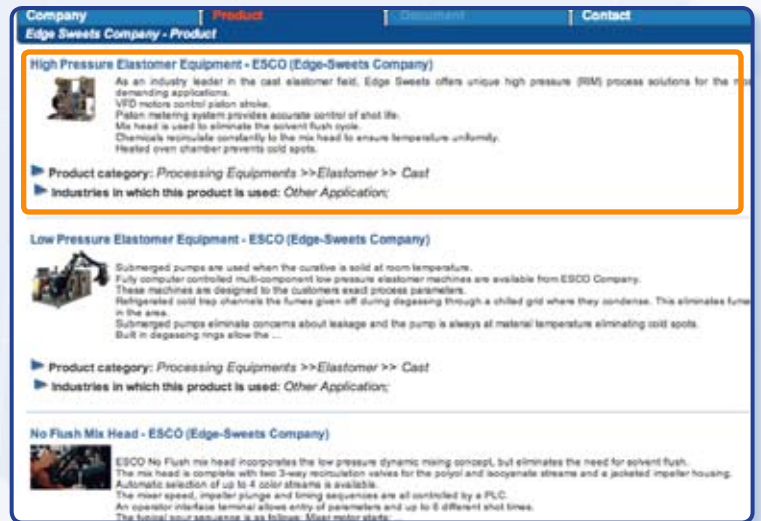 Company Product Document Contact
Edge Sweets Company - Product
High Pressure Elastomer Equipment - ESCO (Edge-Sweets Company)
As an industry leader in the cast elastomer field, Edge Sweets offers unique high pressure (RIM) process solutions for the
demanding applications.
VFD motors control piston stroke.
Piston metering system provides accurate control of shot life.
Mix head is used to eliminate the solvent flush cycle.
Chemicals recirculate constantly to the mix head to ensure temperature uniformity.
Heated oven chamber prevents cold spots.
Product category: Processing Equipments >>Elastomer >> Cast
Industries in which this product is used: Other Application;
Low Pressure Elastomer Equipment - ESCO (Edge-Sweets Company)
Submerged pumps are used when the curative is solid at room temperature.
Fully computer controlled multi-component low pressure elastomer machines are available from ESCO Company.
These machines are designed to the customers exact process parameters.
Refrigerated cold trap channels the fumes given off during degassing through a chilled grid where they condense. This eliminates fume
in the area.
Submerged pumps eliminate concerns about leakage and the pump is always at material temperature eliminating cold spots.
Built in degassing rings allow the ...
Product category: Processing Equipments >>Elastomer >> Cast
Industries in which this product is used: Other Application;
No Flush Mix Head - ESCO (Edge-Sweets Company)
ESCO No Flush mix head incorporates the low pressure dynamic mixing concept, but eliminates the need for solvent flush.
The mix head is complete with two 3-way recirculation valves for the polyol and isocyanate streams and a jacketed impeller housing.
Automatic selection of up to 4 color streams is available.
The mixer speed, impeller plunge and timing sequences are all controlled by a PLC.
An operator interface terminal allows entry of parameters and up to 6 different shot times.
The typical pour sequence is as follows: Mixer motor starts; ...